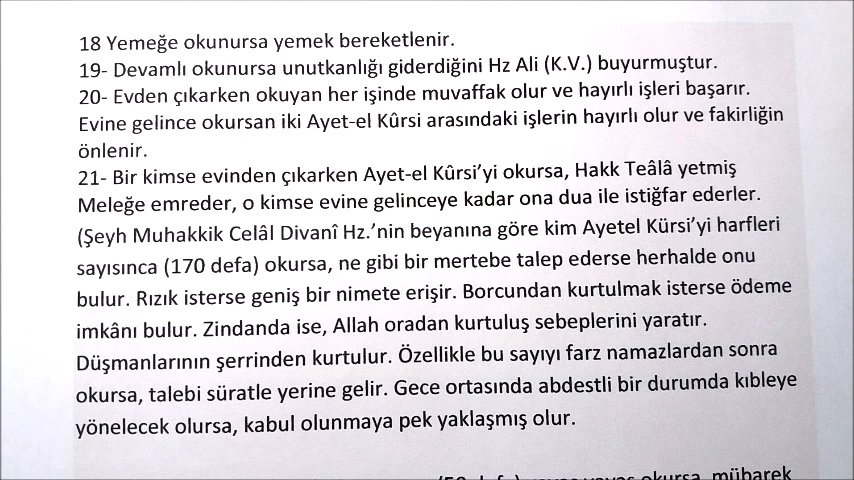 18 Yemeğe okunursa yemek bereketlenir.
19- Devamlı okunursa unutkanlığı giderdiğini Hz Ali (K.V.) buyurmuştur.
20- Evden çıkarken okuyan her işinde muvaffak olur ve hayırlı işleri başarır.
Evine gelince okursan iki Ayet-el Kûrsi arasındaki işlerin hayırlı olur ve fakirliğin
önlenir.
21- Bir kimse evinden çıkarken Ayet-el Kûrsi’yi okursa, Hakk Teâlâ yetmiş
Meleğe emreder, o kimse evine gelinceye kadar ona dua ile istiğfar ederler.
(Şeyh Muhakkik Celâl Divanî Hz.’nin beyanına göre kim Ayetel Kürsi’yi harfleri
sayısınca (170 defa) okursa, ne gibi bir mertebe talep ederse herhalde onu
bulur. Rızık isterse geniş bir nimete erişir. Borcundan kurtulmak isterse ödeme
imkânı bulur. Zindanda ise, Allah oradan kurtuluş sebeplerini yaratır.
Düşmanlarının şerrinden kurtulur. Özellikle bu sayıyı farz namazlardan sonra
okursa, talebi süratle yerine gelir. Gece ortasında abdestli bir durumda kıbleye
yönelecek olursa, kabul olunmaya pek yaklaşmış olur.
okursa, mübarek